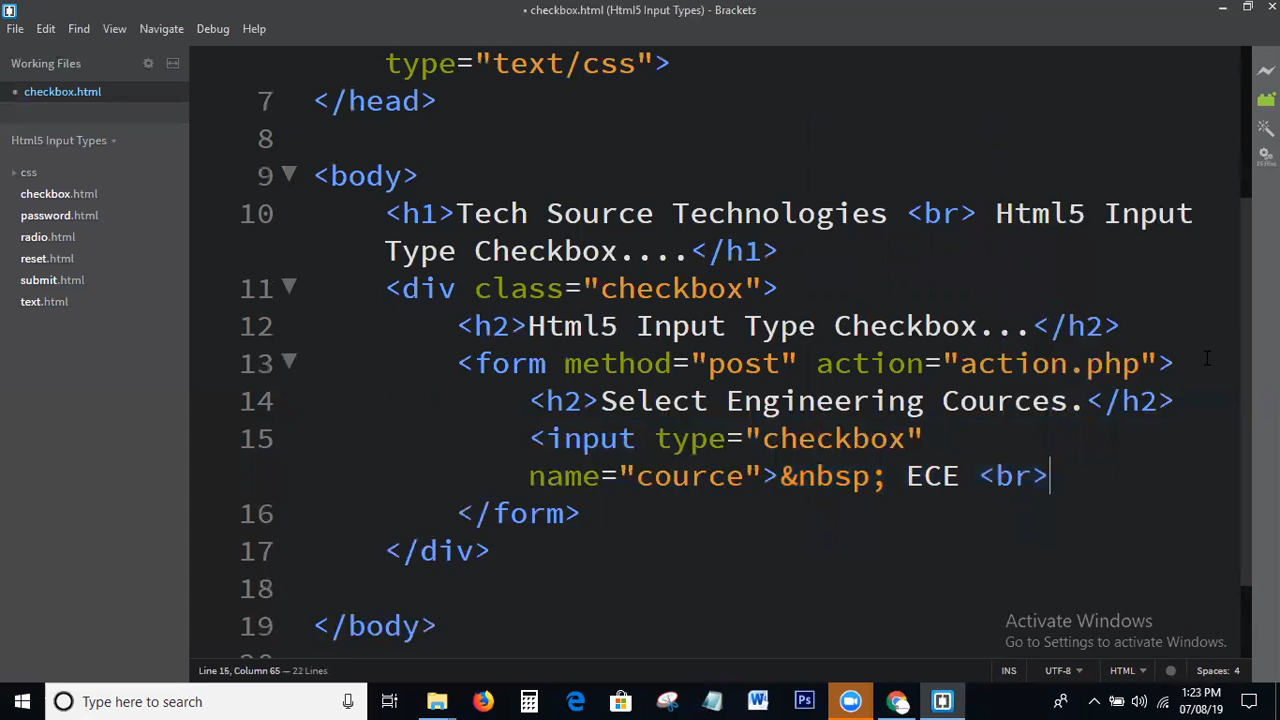 • checkbox.html (Html5 Input Types) - Brackets
File Edit Find View Navigate Debug Help
Working Files
• checkbox.html
Html5 Input Types
css
checkbox.html
password.html
radio.html
reset.html
submit.html
text.html
type="text/css">
7 </head>
8
9 <body>
10 <h1>Tech Source Technologies <br> Html5 Input
Type Checkbox....</h1>
11 <div class="checkbox">
12 <h2>Html5 Input Type Checkbox...</h2>
13 <form method="post" action="action.php">
14 <h2>Select Engineering Cources.</h2>
15 <input type="checkbox"
name="cource">&nbsp; ECE <br>
16 </form>
17 </div>
18
19 </body>
Activate Windows
Go to Settings to activate Windows.
Line 15, Column 65 — 22 Lines
INS UTF-8 HTML Spaces: 4
Type here to search
1:23 PM
07/08/19